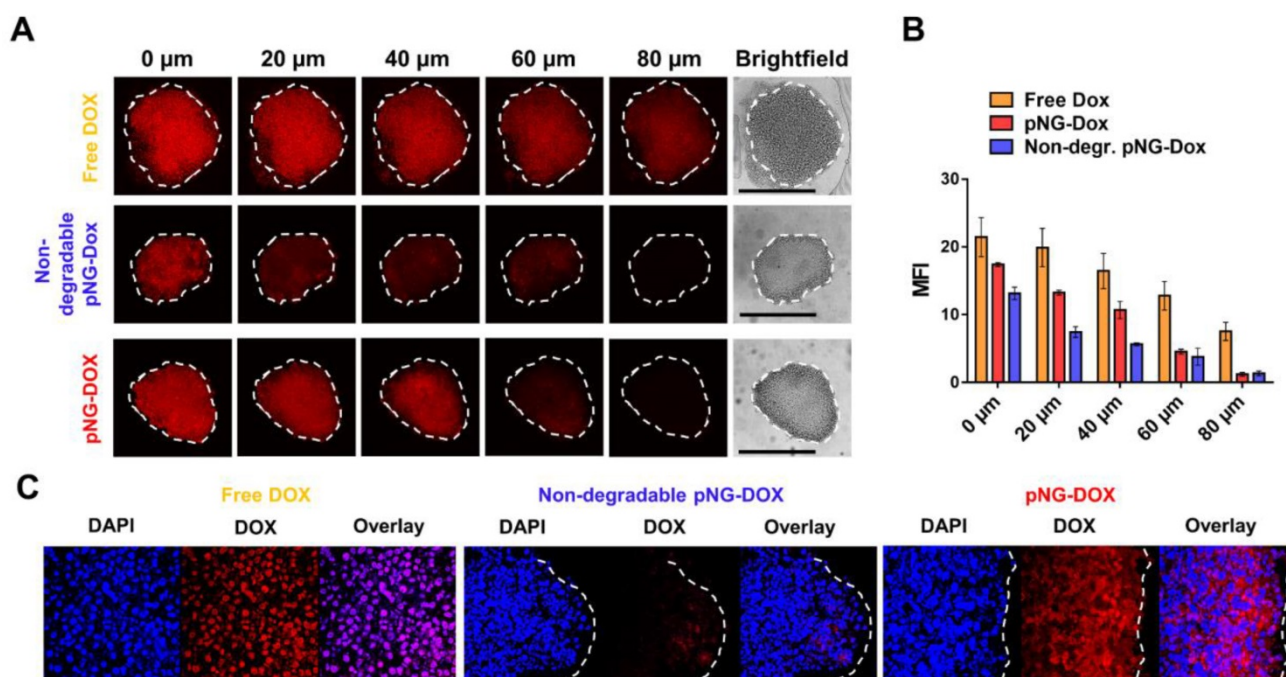 A
0 µm 20 µm 40 µm 60 µm 80 µm Brightfield
Free DOX
Non-
degradable
pNG-Dox
pNG-DOX
B
Free Dox
pNG-Dox
Non-degr. pNG-Dox
MFI
30
20
10
0
0 µm
20 µm
40 µm
60 µm
80 µm
C
Free DOX
DAPI DOX Overlay
Non-degradable pNG-DOX
DAPI DOX Overlay
pNG-DOX
DAPI DOX Overlay